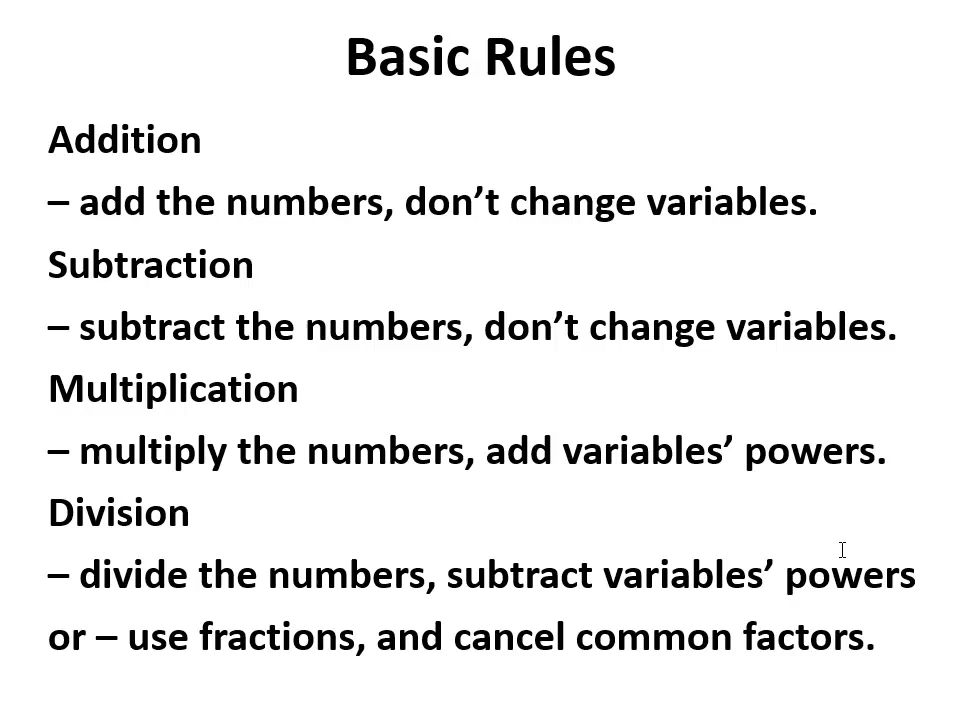 Basic Rules
Addition
– add the numbers, don’t change variables.
Subtraction
– subtract the numbers, don’t change variables.
Multiplication
– multiply the numbers, add variables’ powers.
Division
– divide the numbers, subtract variables’ powers
or – use fractions, and cancel common factors.